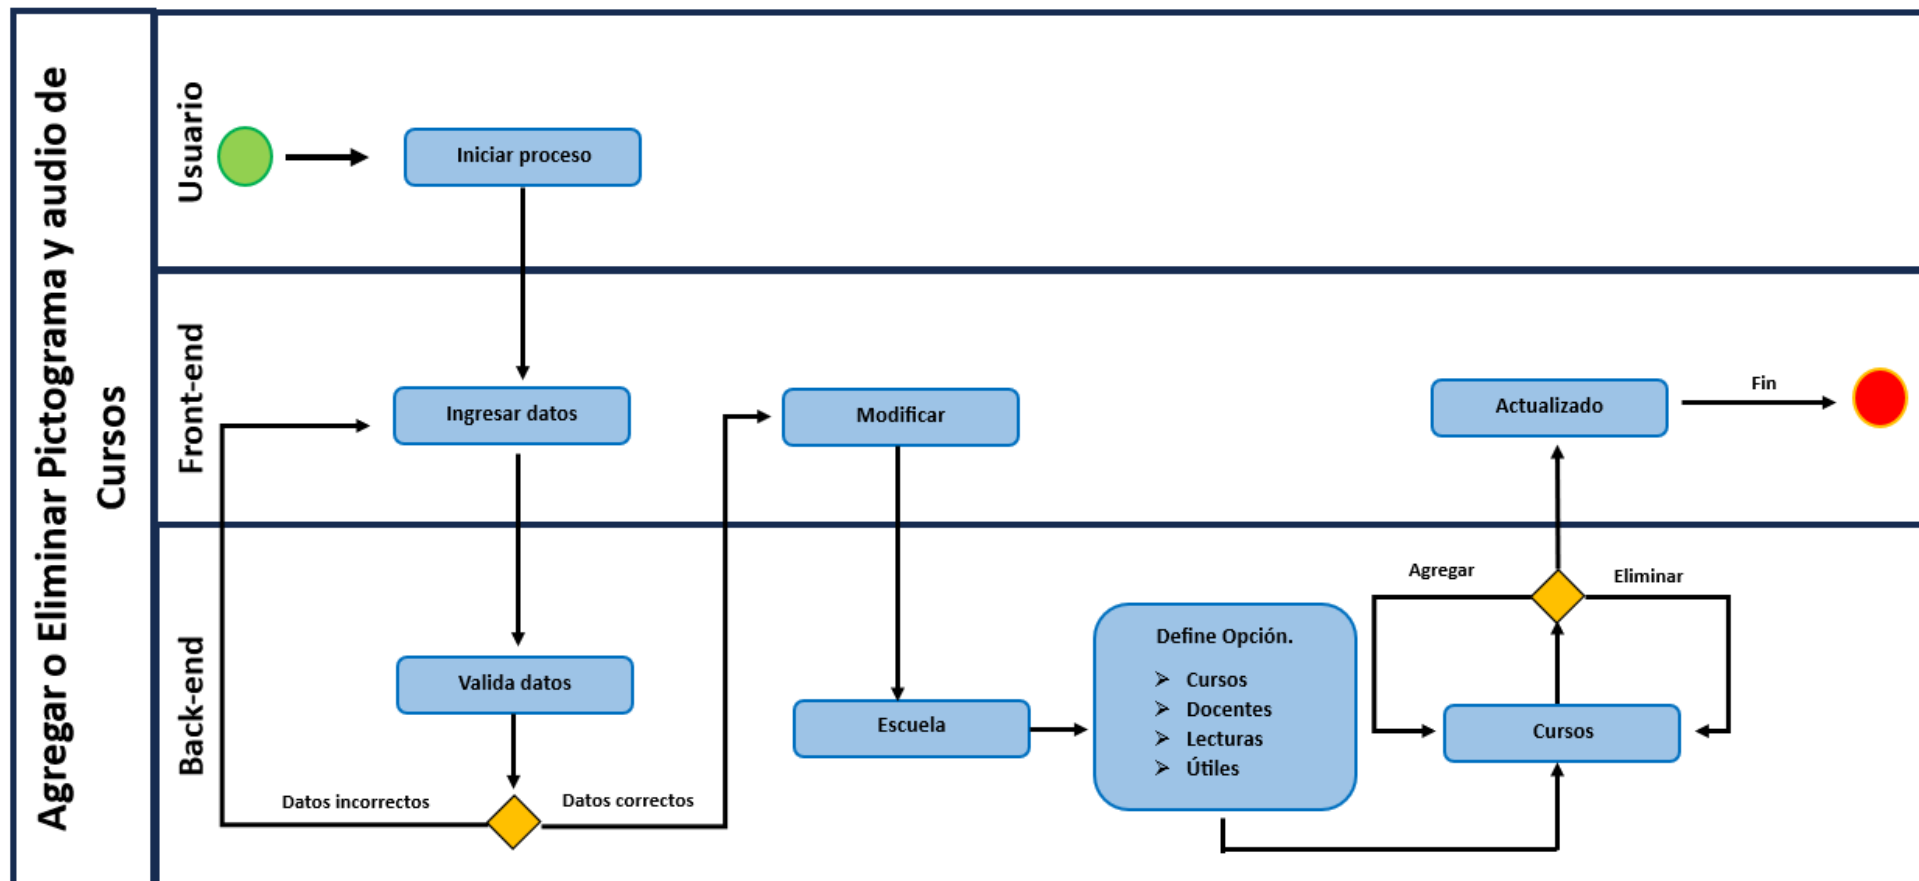 Agregar o Eliminar Pictograma y audio de
Cursos
Usuario
Iniciar proceso
Front-end
Ingresar datos
Modificar
Actualizado
Fin
Back-end
Valida datos
Datos incorrectos
Datos correctos
Escuela
Define Opción.
➢ Cursos
➢ Docentes
➢ Lecturas
➢ Útiles
Agregar
Eliminar
Cursos